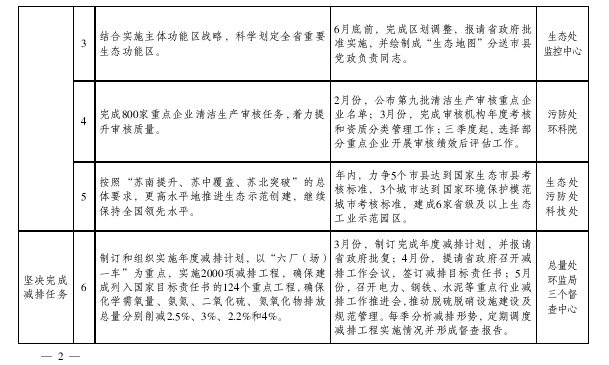 3
结合实施主体功能区战略，科学划定全省重要
生态功能区。
6月底前，完成区划调整，报请省政府批
准实施，并绘制成“生态地图”分送市县
党政负责同志。
生态处
监控中心
4
完成800家重点企业清洁生产审核任务，着力提
升审核质量。
2月份，公布第九批清洁生产审核重点企
业名单；3月份，完成审核机构年度考核
和资质分类管理工作；三季度起，选择部
分重点企业开展审核绩效后评估工作。
污防处
环科院
5
按照“苏南提升、苏中覆盖、苏北突破”的总
体要求，更高水平地推进生态示范创建，继续
保持全国领先水平。
年内，力争5个市县达到国家生态市县考
核标准，3个城市达到国家环境保护模范
城市考核标准，建成6家省级及以上生态
工业示范园区。
生态处
污防处
科技处
坚决完成
减排任务
6
制订和组织实施年度减排计划，以“六厂（场）
一车”为重点，实施2000项减排工程，确保建
成列入国家目标责任书的124个重点工程，确保
化学需氧量、氨氮、二氧化硫、氮氧化物排放
总量分别削减2.5%、3%、2.2%和4%。
3月份，制订完成年度减排计划，并报请
省政府批复；4月份，提请省政府召开减
排工作会议，签订减排目标责任书；5月
份，召开电力、钢铁、水泥等重点行业减
排工作推进会，推动脱硫脱硝设施建设及
规范管理。每季分析减排形势，定期调度
减排工程实施情况并形成督查报告。
总量处
环监局
三个督
查中心
— 2 —